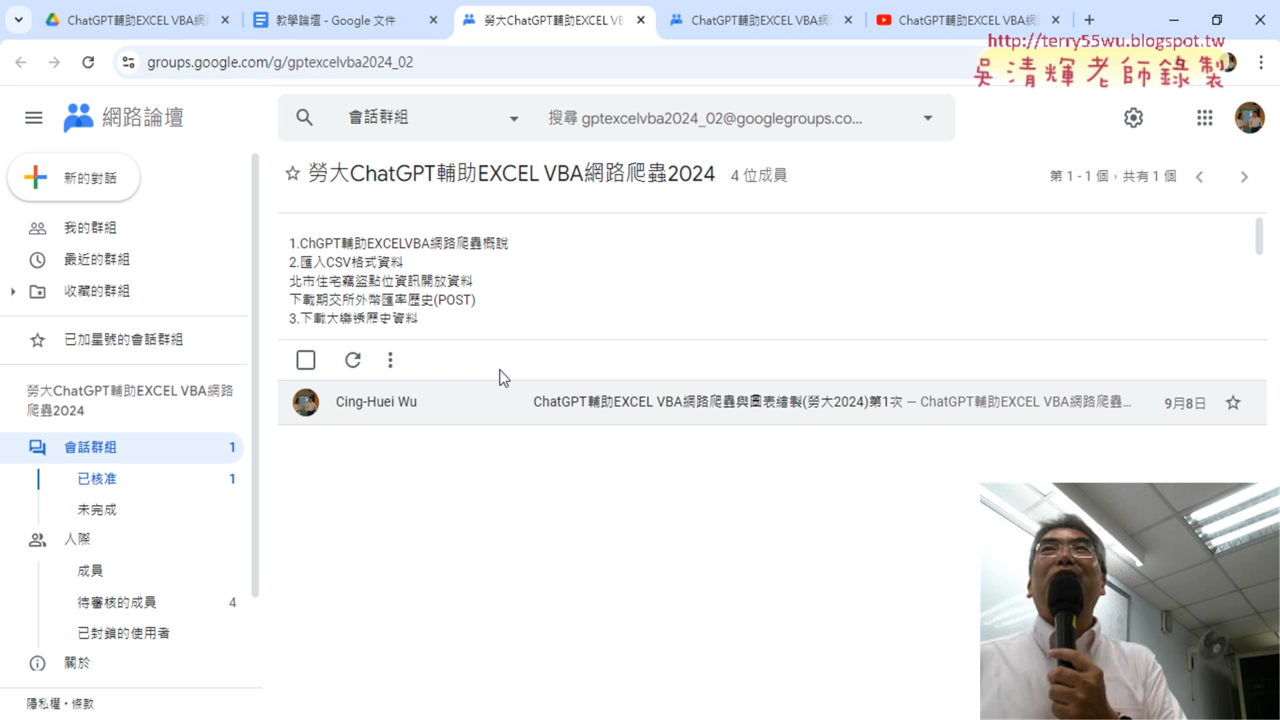 ChatGPT輔助EXCEL VBA網
教學論壇 - Google 文件
勞大ChatGPT輔助EXCEL VB
ChatGPT輔助EXCEL VBA網
ChatGPT輔助EXCEL VBA網
http://terry55wu.blogspot.tw
groups.google.com/g/gptexcelvba2024_02
吳清輝老師錄製
網路論壇
會話群組
搜尋 gptexcelvba2024_02@googlegroups.co...
新的對話
勞大ChatGPT輔助EXCEL VBA網路爬蟲2024
4 位成員
第 1 - 1 個，共有 1 個
我的群組
最近的群組
收藏的群組
已加星號的會話群組
1.ChGPT輔助EXCELVBA網路爬蟲概說
2.匯入CSV格式資料
北市住宅竊盜點位資訊開放資料
下載期交所外幣匯率歷史(POST)
3.下載大樂透歷史資料
勞大ChatGPT輔助EXCEL VBA網路
爬蟲2024
Cing-Huei Wu
ChatGPT輔助EXCEL VBA網路爬蟲與圖表繪製(勞大2024)第1次 – ChatGPT輔助EXCEL VBA網路爬蟲...
9月8日
會話群組 1
已核准 1
未完成
人際
成員
待審核的成員 4
已封鎖的使用者
關於
隱私權・條款